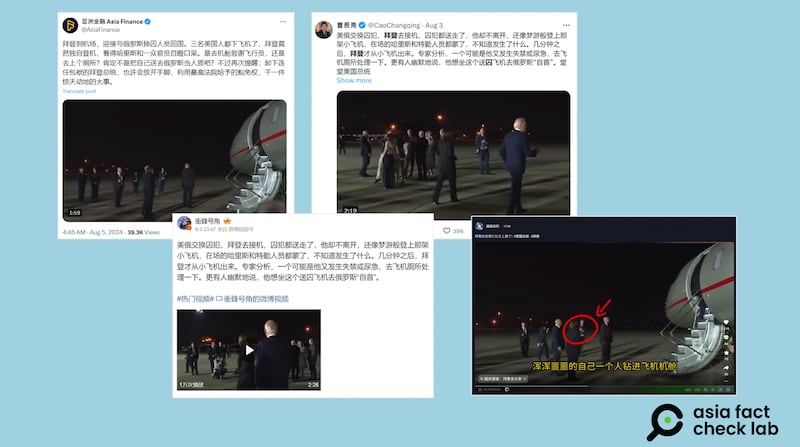 亚洲金融 Asia Finance
@AsiaFinance
拜登到机场，迎接与俄罗斯换囚人员回国。三名美国人都下飞机了，拜登竟
然独自登机，看得哈里斯和一众官员目瞪口呆。是去机舱致谢飞行员，还是
去上个厕所？肯定不是把自己送去俄罗斯当人质吧？不过再次提醒：卸下连
任包袱的拜登总统，也许会放开手脚，利用最高法院给予的豁免权，干一件
惊天动地的大事。
Translate post
1:59
4:46 AM · Aug 5, 2024 · 39.3K Views
曹長青
@CaoChangqing · Aug 3
美俄交换囚犯，拜登去接机，囚犯都送走了，他却不离开，还像梦游般登上那
架小飞机，在场的哈里斯和特勤人员都蒙了，不知道发生了什么。几分钟之
后，拜登才从小飞机出来。专家分析，一个可能是他又发生失禁或尿急，去飞
机厕所处理一下。更有人幽默地说，他想坐这个送囚飞机去俄罗斯“自首”。堂
堂美国总统
Show more
2:19
396
衝鋒号角
8-3 23:47 来自 微博视频号
美俄交换囚犯，拜登去接机，囚犯都送走了，他却不离开，还像梦游般登上那架
小飞机，在场的哈里斯和特勤人员都蒙了，不知道发生了什么。几分钟之后，拜
登才从小飞机出来。专家分析，一个可能是他又发生失禁或尿急，去飞机厕所处
理一下。更有人幽默地说，他想坐这个送囚飞机去俄罗斯“自首”。
#热门视频# 衝鋒号角的微博视频
1万次播放
2:26
浑浑噩噩的自己一个人钻进飞机机舱
asia fact
check lab